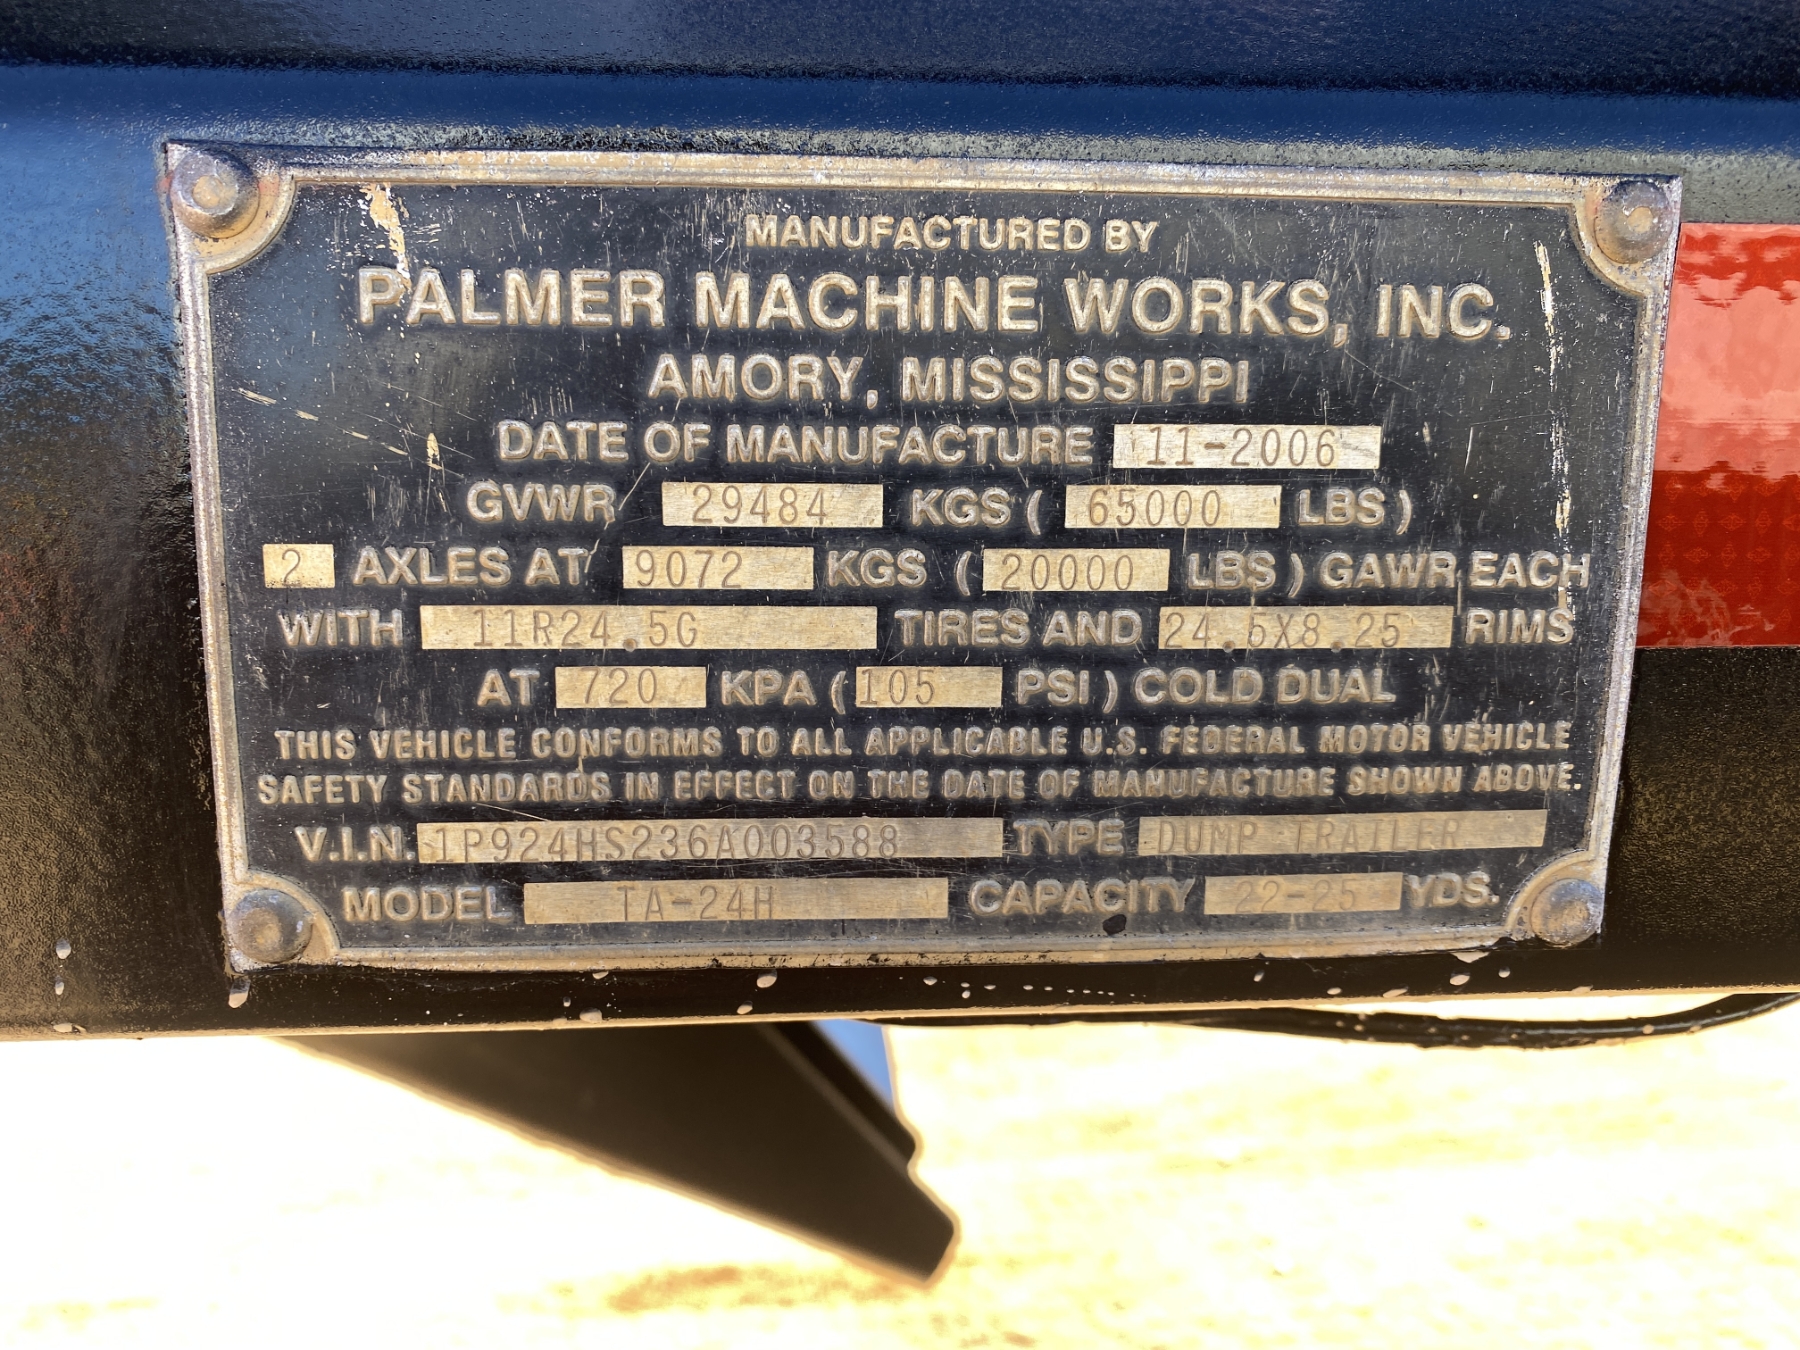 MANUFACTURED BY
PALMER MACHINE WORKS, INC.
AMORY, MISSISSIPPI
DATE OF MANUFACTURE 11-2006
GVWR 29484 KGS ( 65000 LBS )
2 AXLES AT 9072 KGS ( 20000 LBS ) GAWR EACH
WITH 11R24.5G TIRES AND 24.5X8.25 RIMS
AT 720 KPA ( 105 PSI ) COLD DUAL
THIS VEHICLE CONFORMS TO ALL APPLICABLE U.S. FEDERAL MOTOR VEHICLE
SAFETY STANDARDS IN EFFECT ON THE DATE OF MANUFACTURE SHOWN ABOVE.
V.I.N. 1P924HS236A003588 TYPE DUMP TRAILER
MODEL TA-24H CAPACITY 22-25 YDS.